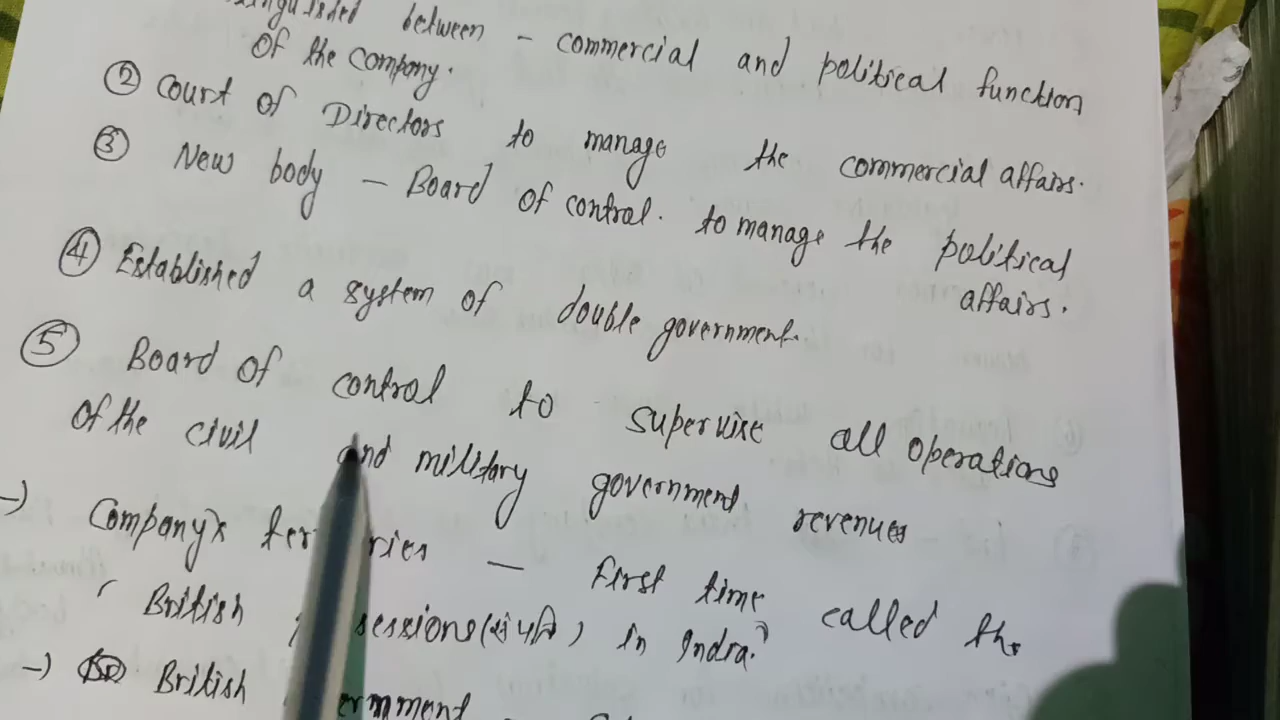 between - commercial and political function
of the company.
② Court of Directors to manage the commercial affairs.
③ New body - Board of control. to manage the political
affairs.
④ Established a system of double government.
⑤ Board of control to supervise all operations
of the civil and military government revenues
→ Company's - First time called the
"British in India"
→ British